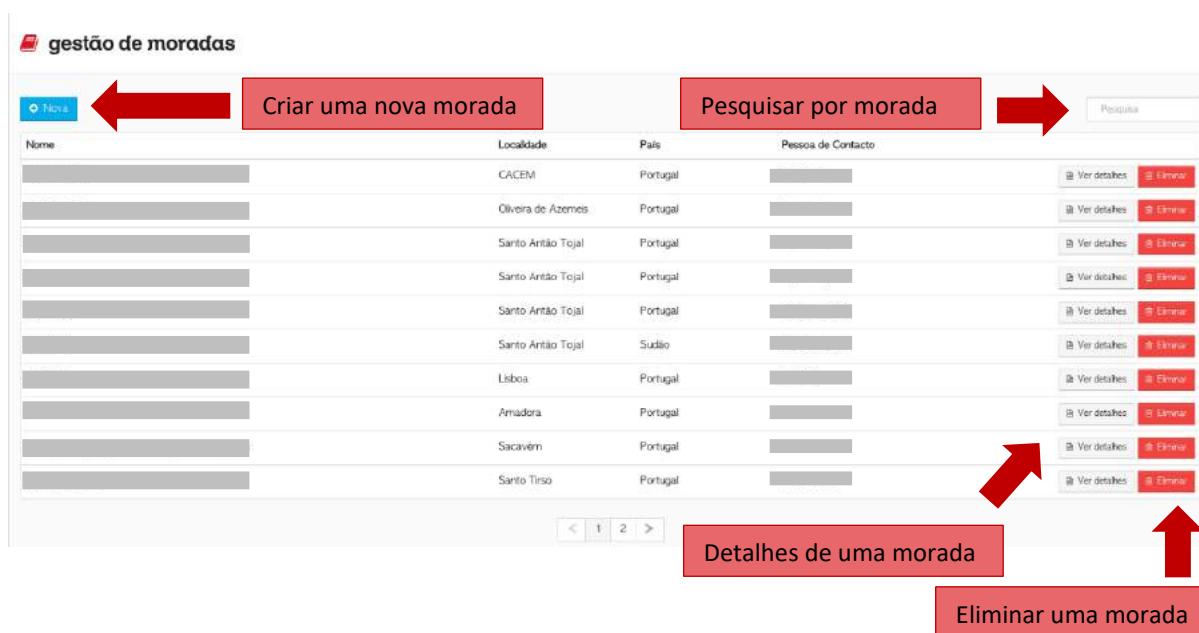 gestão de moradas
Nova Criar uma nova morada Pesquisar por morada Pesquisa
Nome Localidade País Pessoa de Contacto
CACEM Portugal Ver detalhes Eliminar
Oliveira de Azemeis Portugal Ver detalhes Eliminar
Santo Antão Tojal Portugal Ver detalhes Eliminar
Santo Antão Tojal Portugal Ver detalhes Eliminar
Santo Antão Tojal Portugal Ver detalhes Eliminar
Santo Antão Tojal Sudão Ver detalhes Eliminar
Lisboa Portugal Ver detalhes Eliminar
Amadora Portugal Ver detalhes Eliminar
Sacavém Portugal Ver detalhes Eliminar
Santo Tirso Portugal Ver detalhes Eliminar
< 1 2 >
Detalhes de uma morada
Eliminar uma morada